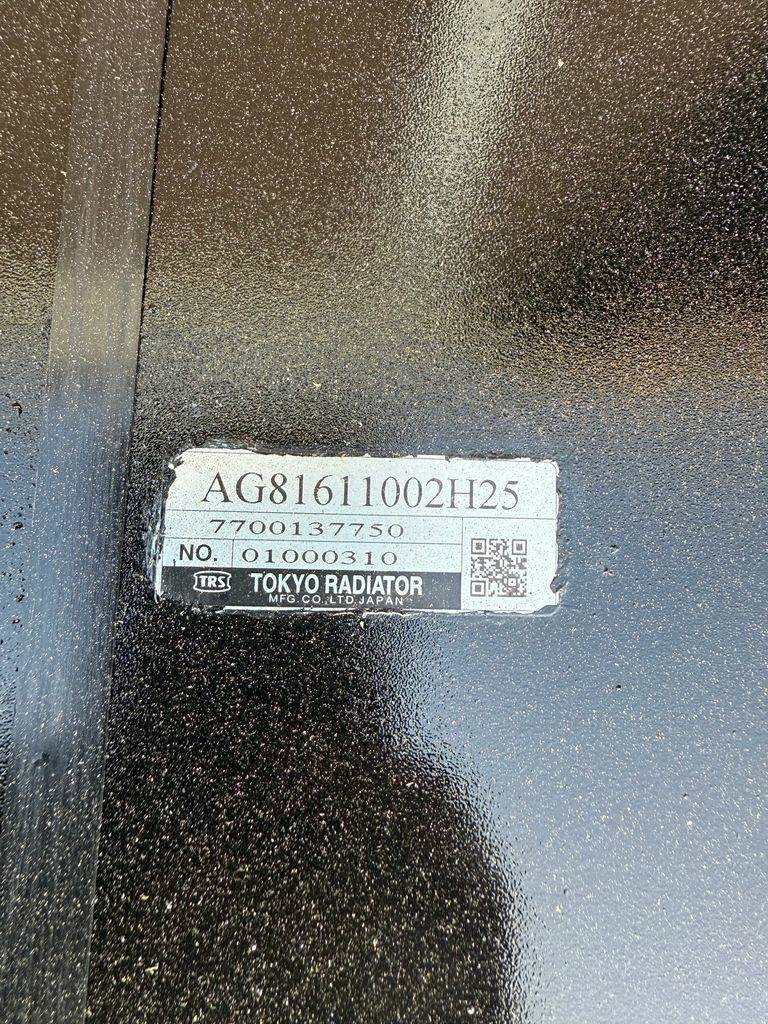 AG81611002H25
7700137750
NO. 01000310
TRS TOKYO RADIATOR
MFG.CO.,LTD.JAPAN